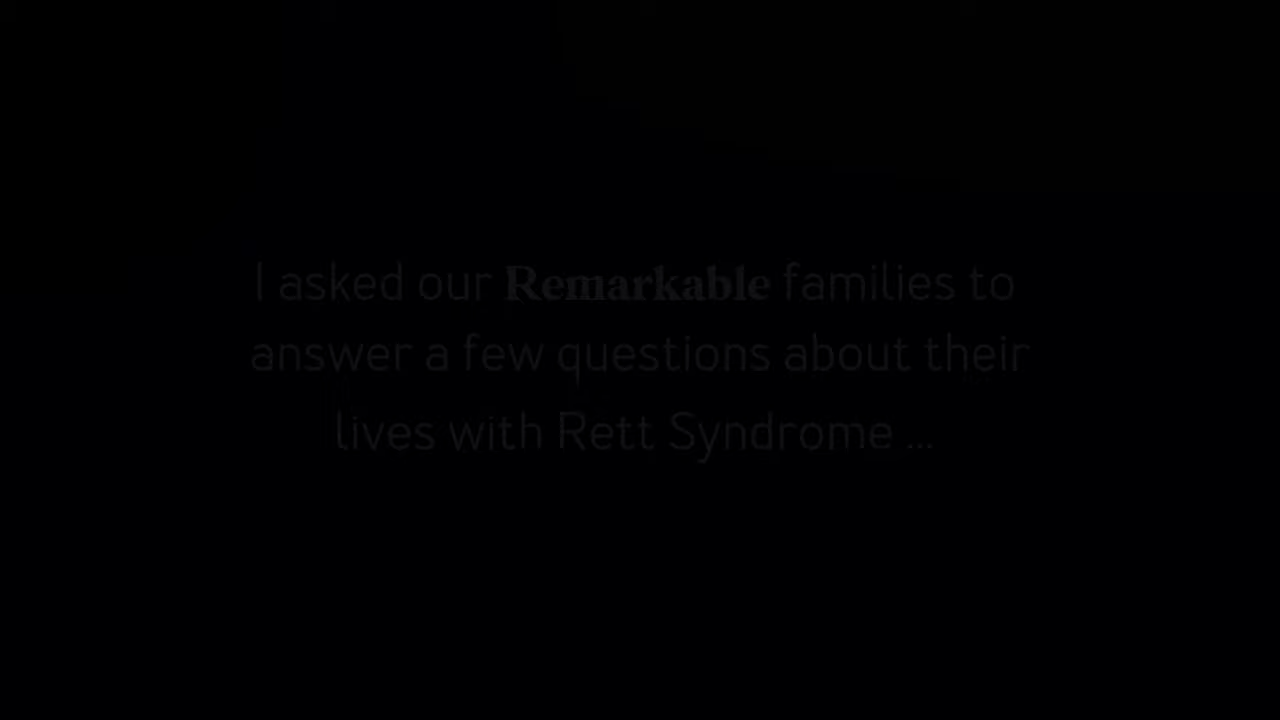 I asked our Remarkable families to
answer a few questions about their
lives with Rett Syndrome ...